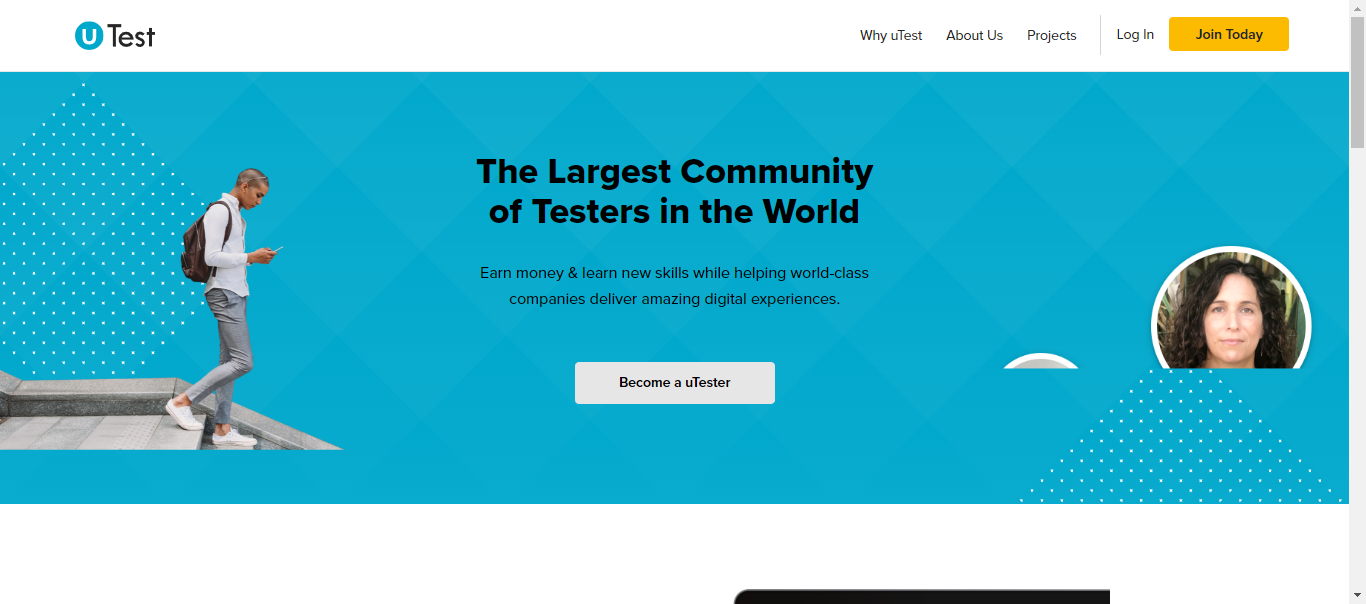 uTest
Why uTest
About Us
Projects
Log In
Join Today
The Largest Community
of Testers in the World
Earn money & learn new skills while helping world-class
companies deliver amazing digital experiences.
Become a uTester